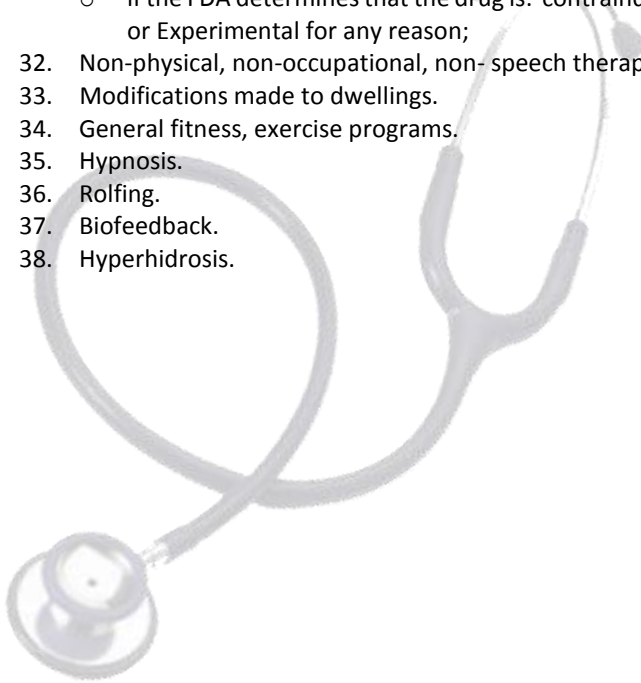 o If the FDA determines that the drug is:
or Experimental for any reason;
32. Non-physical, non-occupational, non- speech
33. Modifications made to dwellings.
34. General fitness, exercise programs.
35. Hypnosis.
36. Rolfing.
37. Biofeedback.
38. Hyperhidrosis.